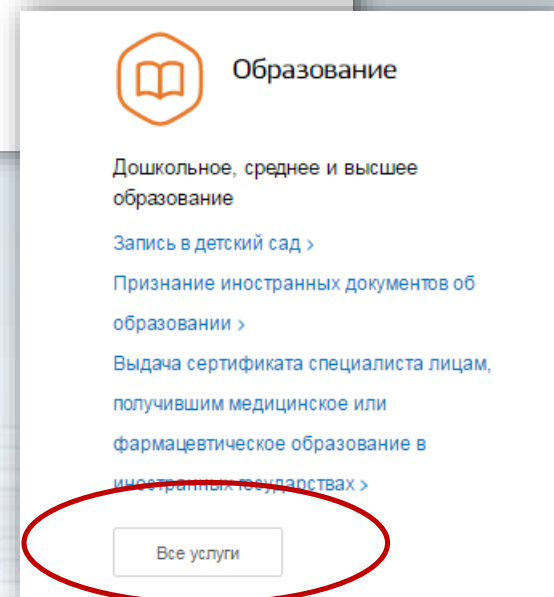 Образование
Дошкольное, среднее и высшее
образование
Запись в детский сад >
Признание иностранных документов об
образовании >
Выдача сертификата специалиста лицам,
получившим медицинское или
фармацевтическое образование в
иностранных государствах >
Все услуги